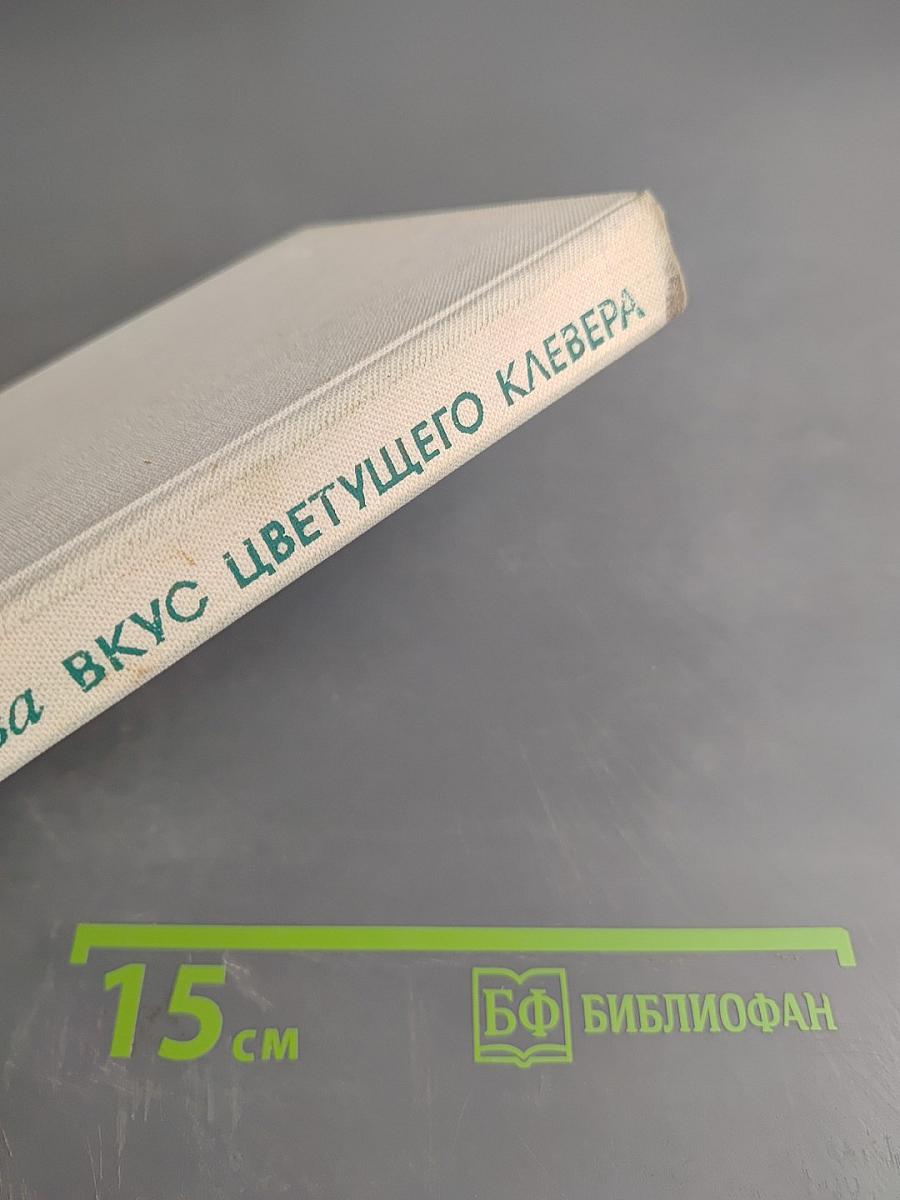 ВКУС ЦВЕТУЩЕГО КЛЕВЕРА
15 см
БФ БИБЛИОФАН